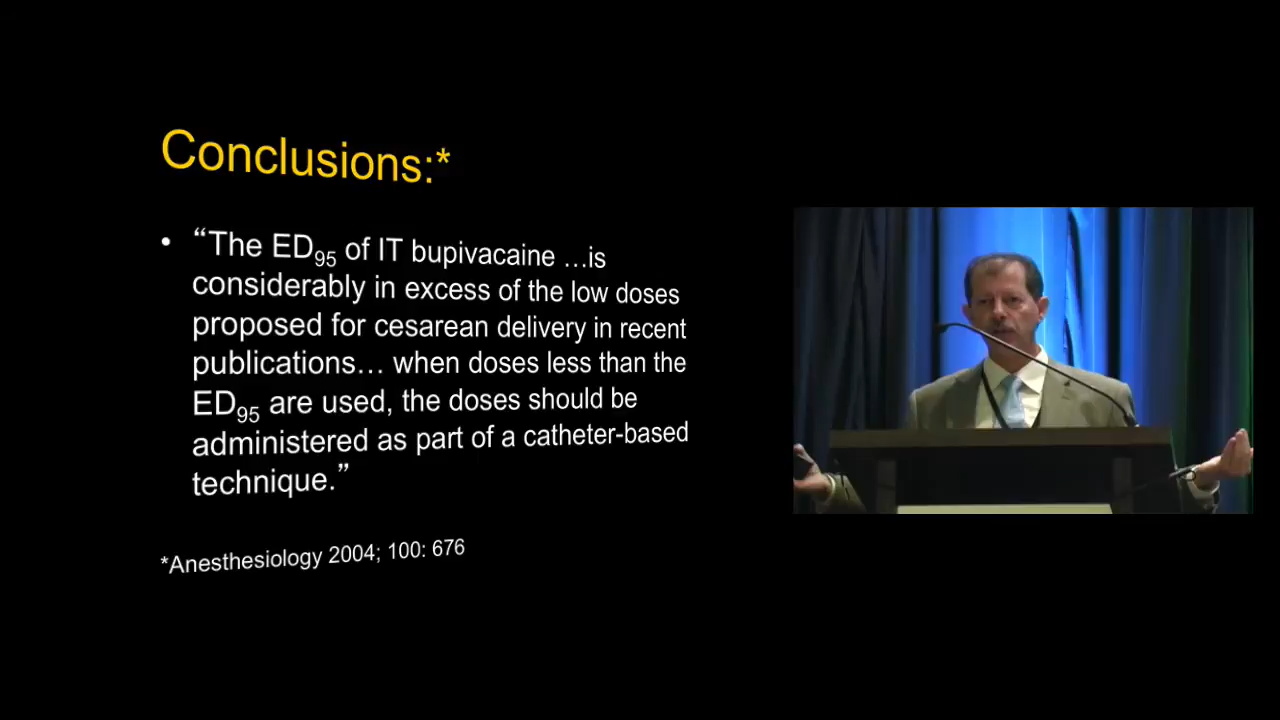 Conclusions:*
• “The ED95 of IT bupivacaine …is
considerably in excess of the low doses
proposed for cesarean delivery in recent
publications… when doses less than the
ED95 are used, the doses should be
administered as part of a catheter-based
technique.”
*Anesthesiology 2004; 100: 676